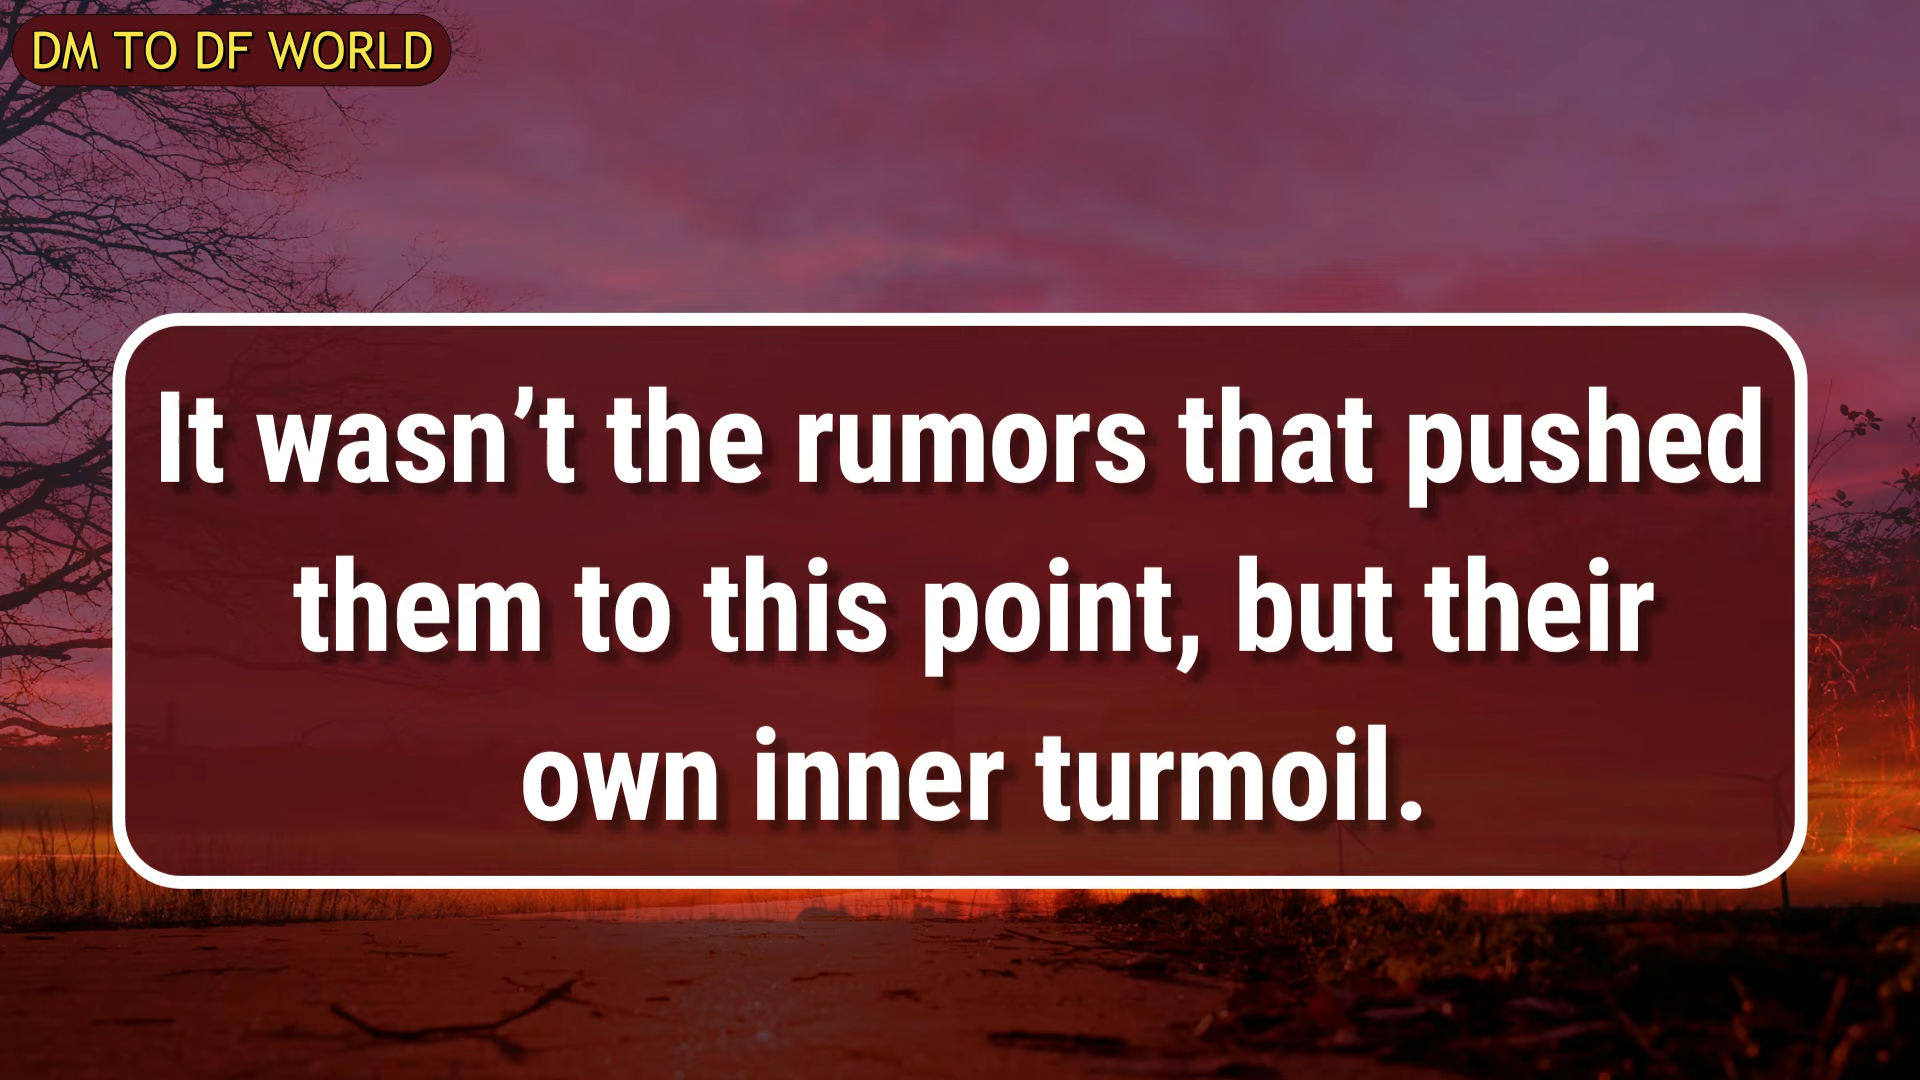 DM TO DF WORLD
It wasn’t the rumors that pushed
them to this point, but their
own inner turmoil.